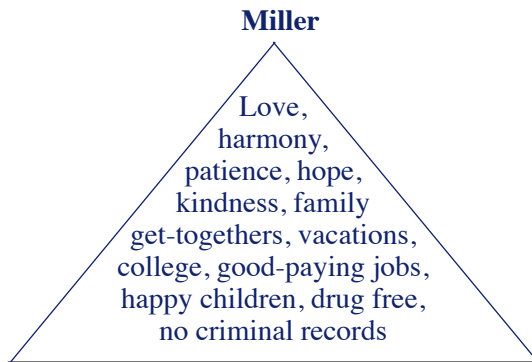 Miller
Love,
harmony,
patience, hope,
kindness, family
get-togethers, vacations,
college, good-paying jobs,
happy children, drug free,
no criminal records